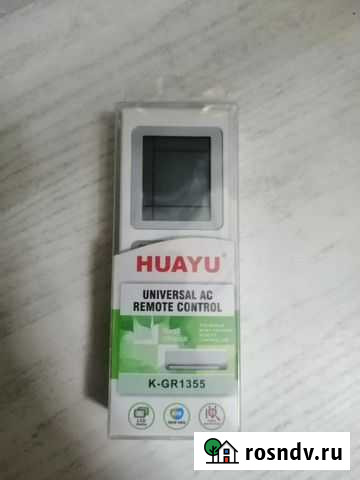 HUAYU®
UNIVERSAL AC
REMOTE CONTROL
K-GR1355
rosndv.ru